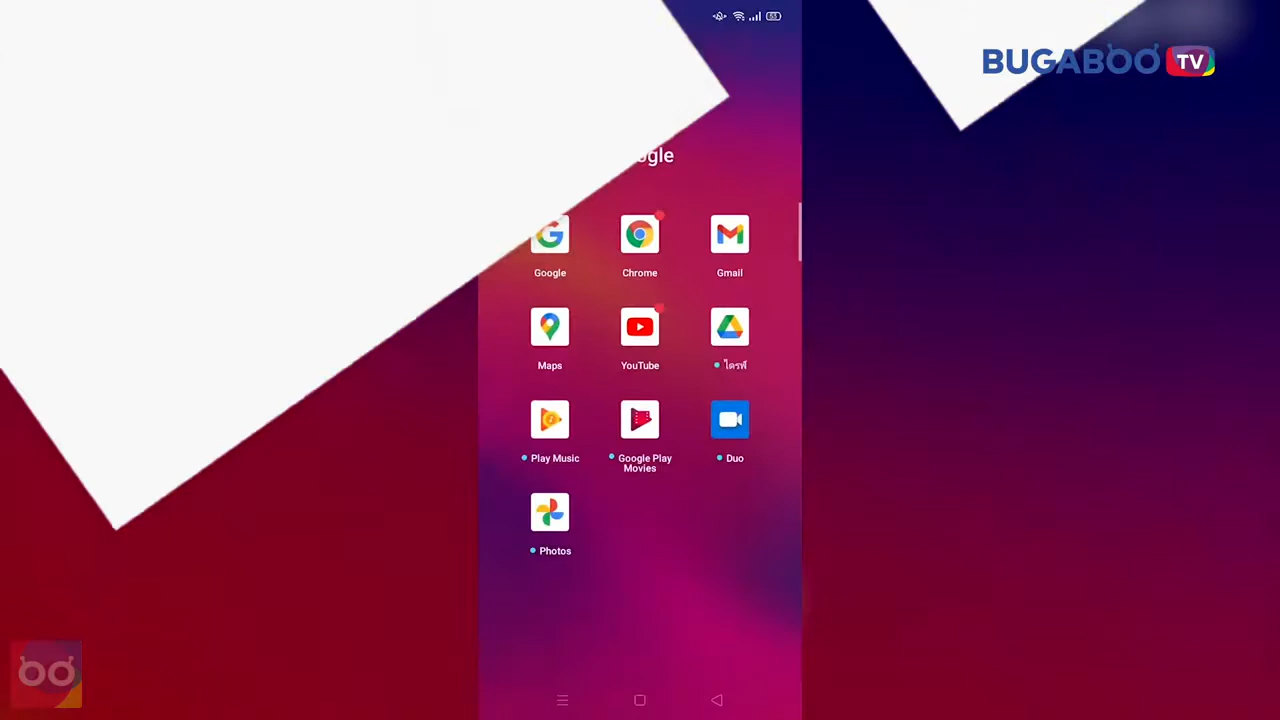 BUGABOO TV
ogle
Google
Chrome
Gmail
Maps
YouTube
ไดรฟ์
Play Music
Google Play
Movies
Duo
Photos